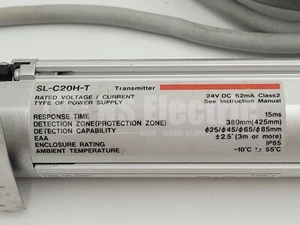 SL-C20H-T Transmitter
RATED VOLTAGE / CURRENT 24V DC 62mA Class2
TYPE OF POWER SUPPLY See Instruction Manual
RESPONSE TIME 15ms
DETECTION ZONE(PROTECTION ZONE) 380mm(425mm)
DETECTION CAPABILITY φ25/φ45/φ65/φ85mm
EAA ±2.5°(3m or more)
ENCLOSURE RATING IP65
AMBIENT TEMPERATURE -10°C to 55°C